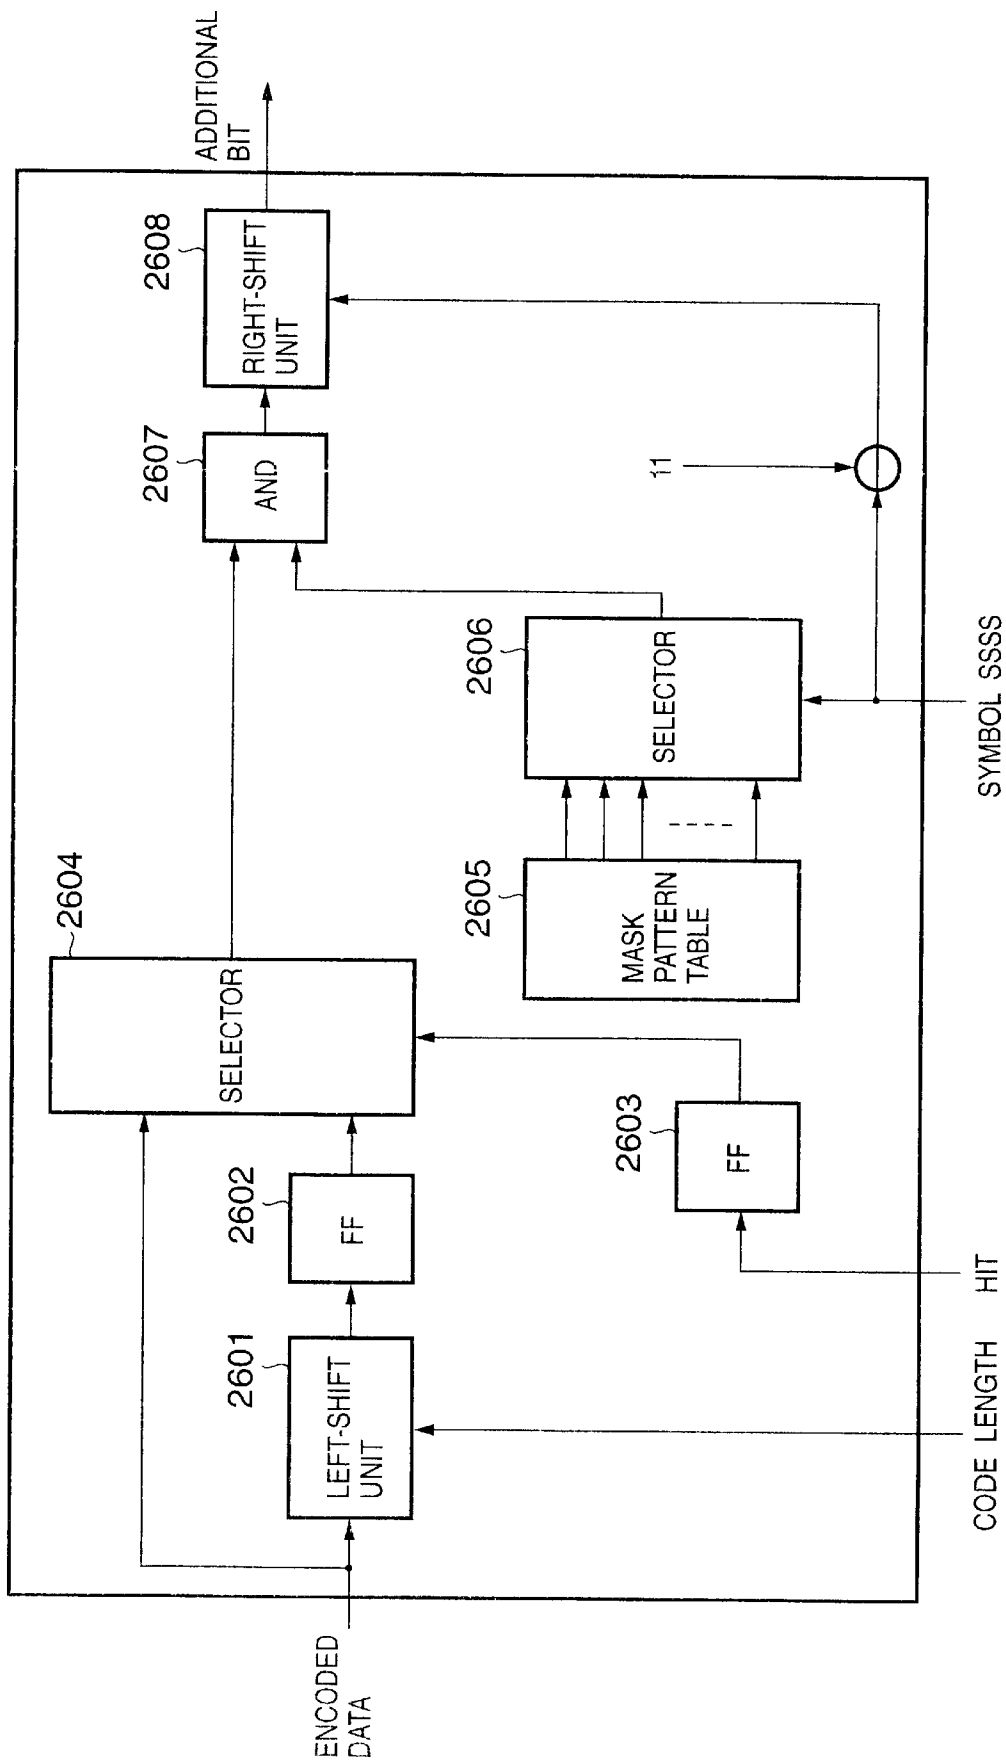 ENCODED
DATA
2601
LEFT-SHIFT
UNIT
2602
FF
2604
SELECTOR
2603
FF
2605
MASK
PATTERN
TABLE
2606
SELECTOR
2607
AND
2608
RIGHT-SHIFT
UNIT
ADDITIONAL
BIT
11
CODE LENGTH
HIT
SYMBOL SSSS